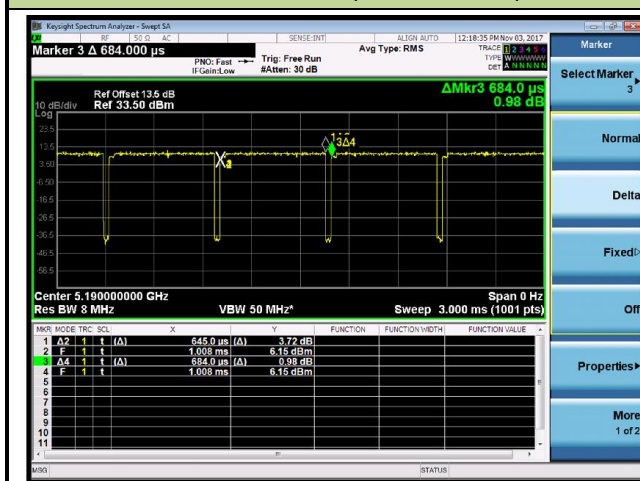 Keysight Spectrum Analyzer - Swept SA
RF 50 Ω AC SENSE:INT ALIGN AUTO 12:18:35 PM Nov 03, 2017
Marker 3 Δ 684.000 µs
PNO: Fast
IFGain:Low
Trig: Free Run
#Atten: 30 dB
Avg Type: RMS
TRACE 1 2 3 4 5 6
TYPE WWWWWW
DET A N N N N N
Ref Offset 13.5 dB
10 dB/div Ref 33.50 dBm
Log
ΔMkr3 684.0 µs
0.98 dB
23.5
13.5
3.50
-6.50
-16.5
-26.5
-36.5
-46.5
-56.5
3Δ4
Center 5.190000000 GHz Span 0 Hz
Res BW 8 MHz VBW 50 MHz* Sweep 3.000 ms (1001 pts)
MKR MODE TRC SCL X Y FUNCTION FUNCTION WIDTH FUNCTION VALUE
1 Δ2 1 t (Δ) 645.0 µs (Δ) 3.72 dB
2 F 1 t 1.008 ms 6.15 dBm
3 Δ4 1 t (Δ) 684.0 µs (Δ) 0.98 dB
4 F 1 t 1.008 ms 6.15 dBm
5
6
7
8
9
10
11
MSG STATUS
Marker
Select Marker
3
Normal
Delta
Fixed
Off
Properties
More
1 of 2